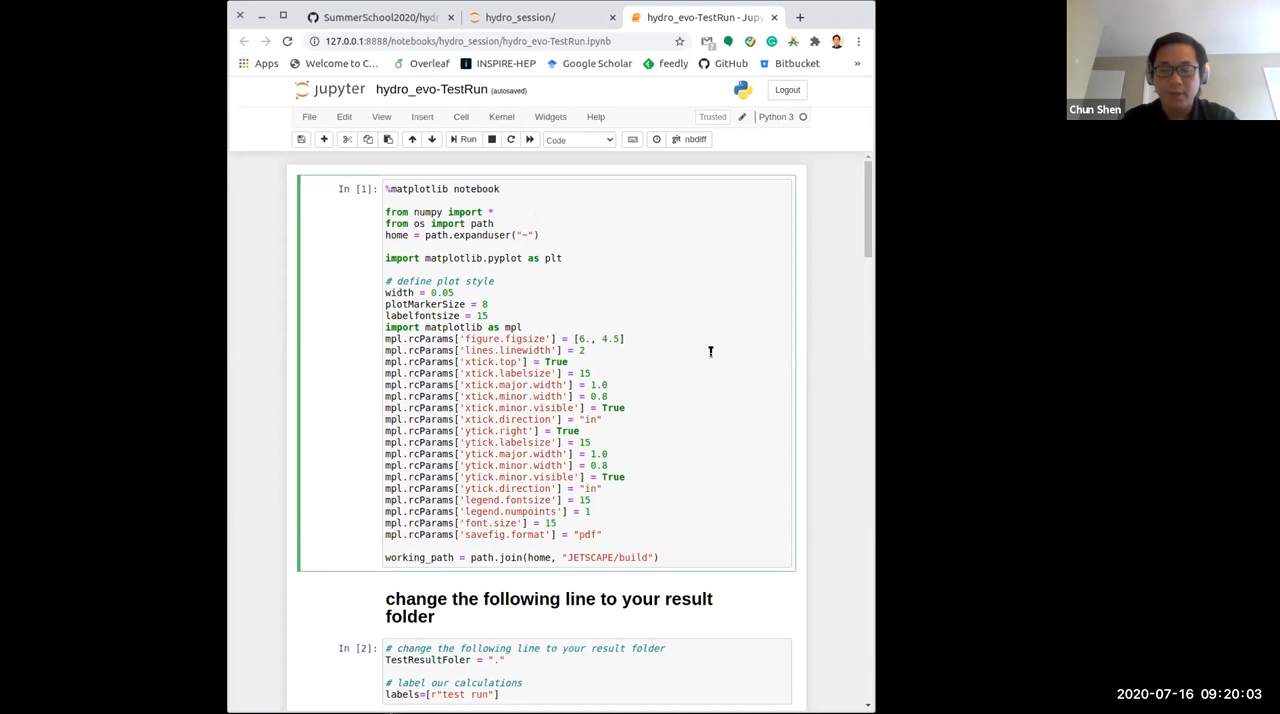 SummerSchool2020/hydr
hydro_session/
hydro_evo-TestRun - Jupy
127.0.0.1:8888/notebooks/hydro_session/hydro_evo-TestRun.ipynb
Apps
Welcome to C...
Overleaf
INSPIRE-HEP
Google Scholar
feedly
GitHub
Bitbucket
»
jupyter
hydro_evo-TestRun (autosaved)
Logout
File Edit View Insert Cell Kernel Widgets Help
Trusted
Python 3
Run
Code
git nbdiff
In [1]:
%matplotlib notebook
from numpy import *
from os import path
home = path.expanduser("~")
import matplotlib.pyplot as plt
# define plot style
width = 0.05
plotMarkerSize = 8
labelfontsize = 15
import matplotlib as mpl
mpl.rcParams['figure.figsize'] = [6., 4.5]
mpl.rcParams['lines.linewidth'] = 2
mpl.rcParams['xtick.top'] = True
mpl.rcParams['xtick.labelsize'] = 15
mpl.rcParams['xtick.major.width'] = 1.0
mpl.rcParams['xtick.minor.width'] = 0.8
mpl.rcParams['xtick.minor.visible'] = True
mpl.rcParams['xtick.direction'] = "in"
mpl.rcParams['ytick.right'] = True
mpl.rcParams['ytick.labelsize'] = 15
mpl.rcParams['ytick.major.width'] = 1.0
mpl.rcParams['ytick.minor.width'] = 0.8
mpl.rcParams['ytick.minor.visible'] = True
mpl.rcParams['ytick.direction'] = "in"
mpl.rcParams['legend.fontsize'] = 15
mpl.rcParams['legend.numpoints'] = 1
mpl.rcParams['font.size'] = 15
mpl.rcParams['savefig.format'] = "pdf"
working_path = path.join(home, "JETSCAPE/build")
change the following line to your result
folder
In [2]:
# change the following line to your result folder
TestResultFoler = "."
# label our calculations
labels=[r"test run"]
Chun Shen
2020-07-16 09:20:03